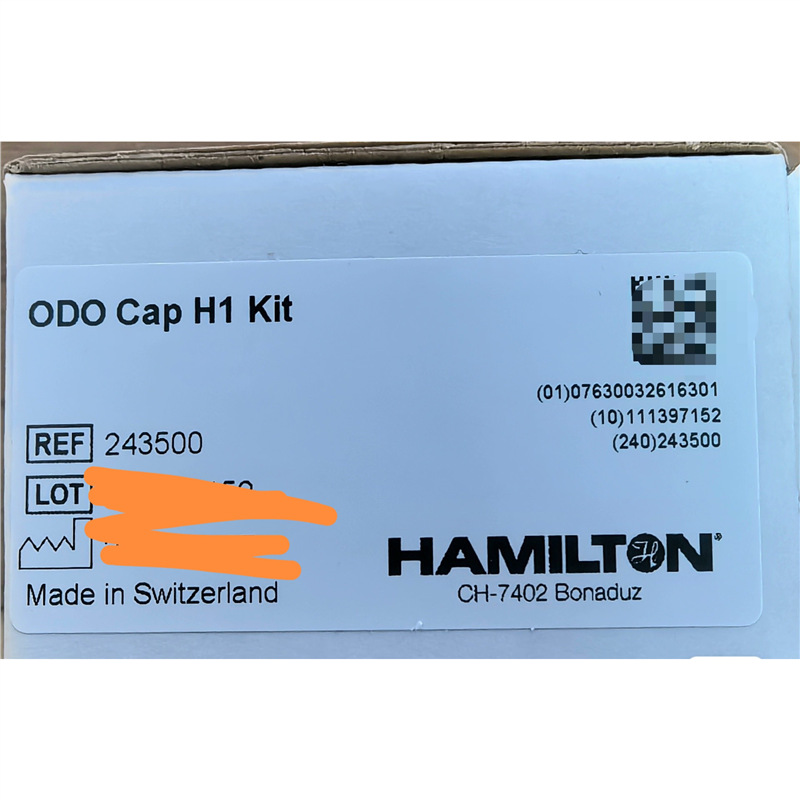 ODO Cap H1 Kit
(01)07630032616301
(10)111397152
(240)243500
REF 243500
LOT
HAMILTON®
CH-7402 Bonaduz
Made in Switzerland